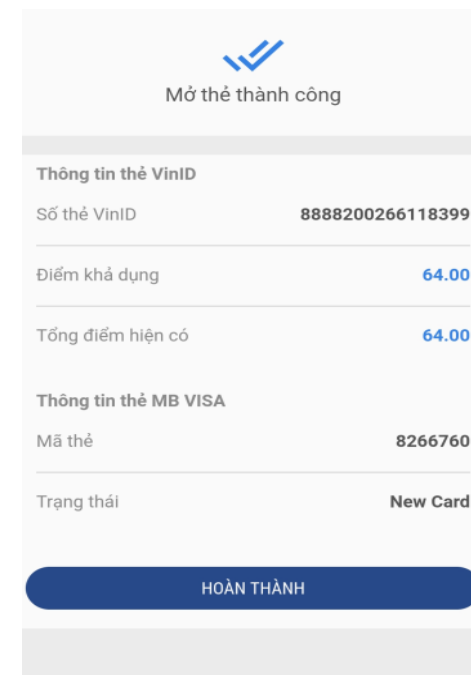 Mở thẻ thành công
Thông tin thẻ VinID
Số thẻ VinID 8888200266118399
Điểm khả dụng 64.00
Tổng điểm hiện có 64.00
Thông tin thẻ MB VISA
Mã thẻ 8266760
Trạng thái New Card
HOÀN THÀNH